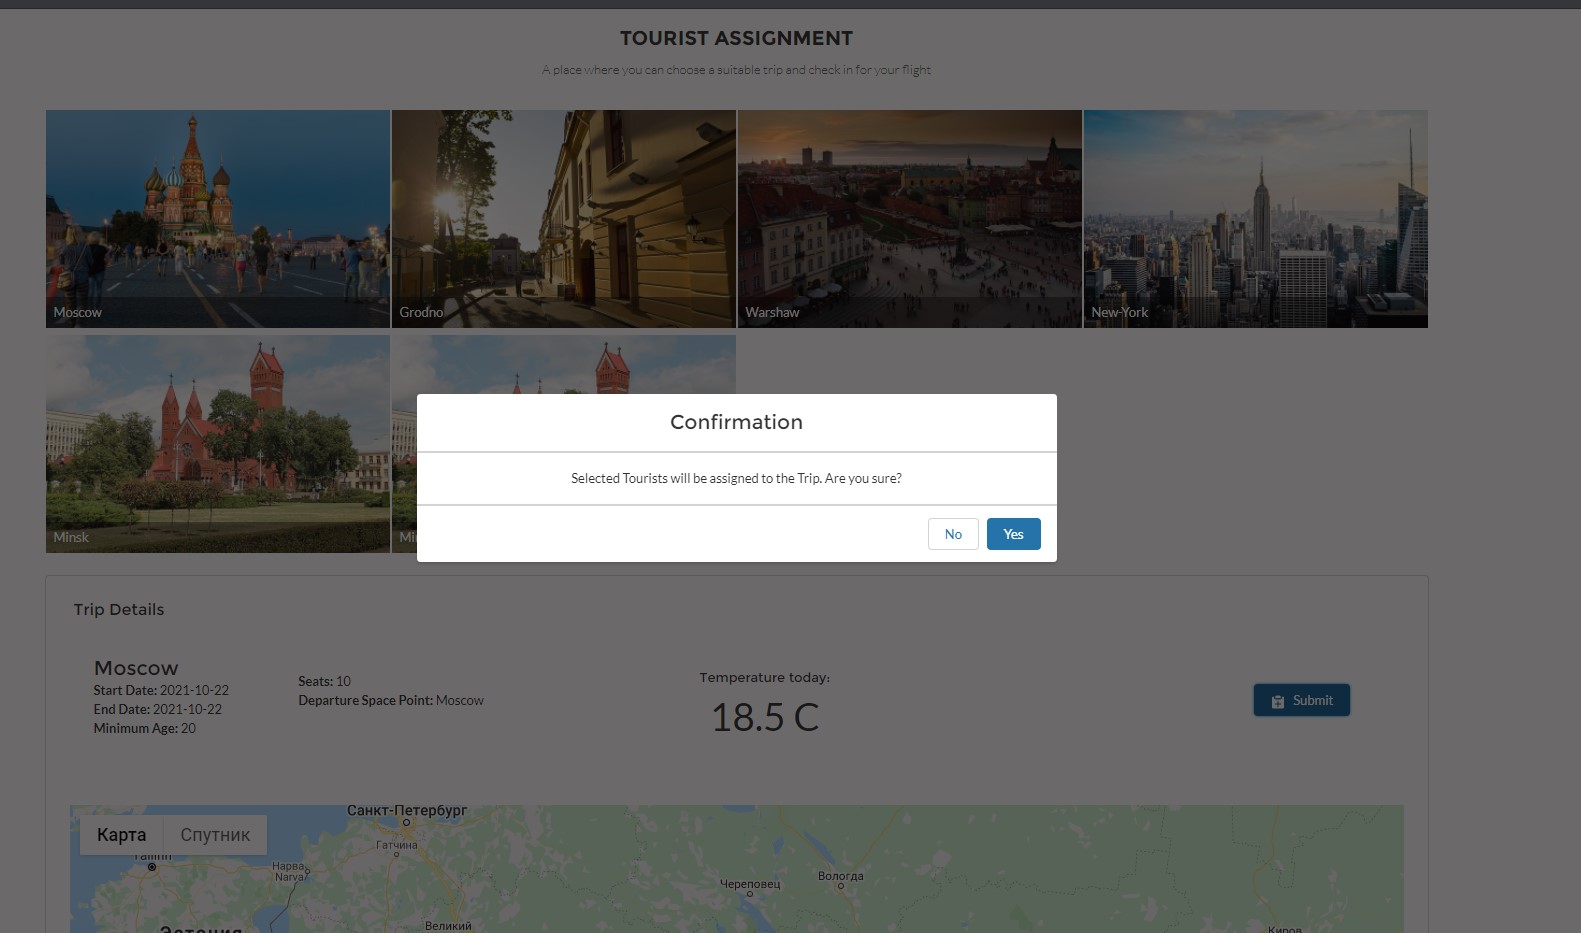 TOURIST ASSIGNMENT
A place where you can choose a suitable trip and check in for your flight
Moscow
Grodno
Warshaw
New-York
Minsk
Confirmation
Selected Tourists will be assigned to the Trip. Are you sure?
No
Yes
Trip Details
Moscow
Start Date: 2021-10-22
End Date: 2021-10-22
Minimum Age: 20
Seats: 10
Departure Space Point: Moscow
Temperature today:
18.5 C
Submit
Санкт-Петербург
Карта
Спутник
Гатчина
Tallinn
Нарва
Narva
Череповец
Вологда
Великий
Эстония
Киров